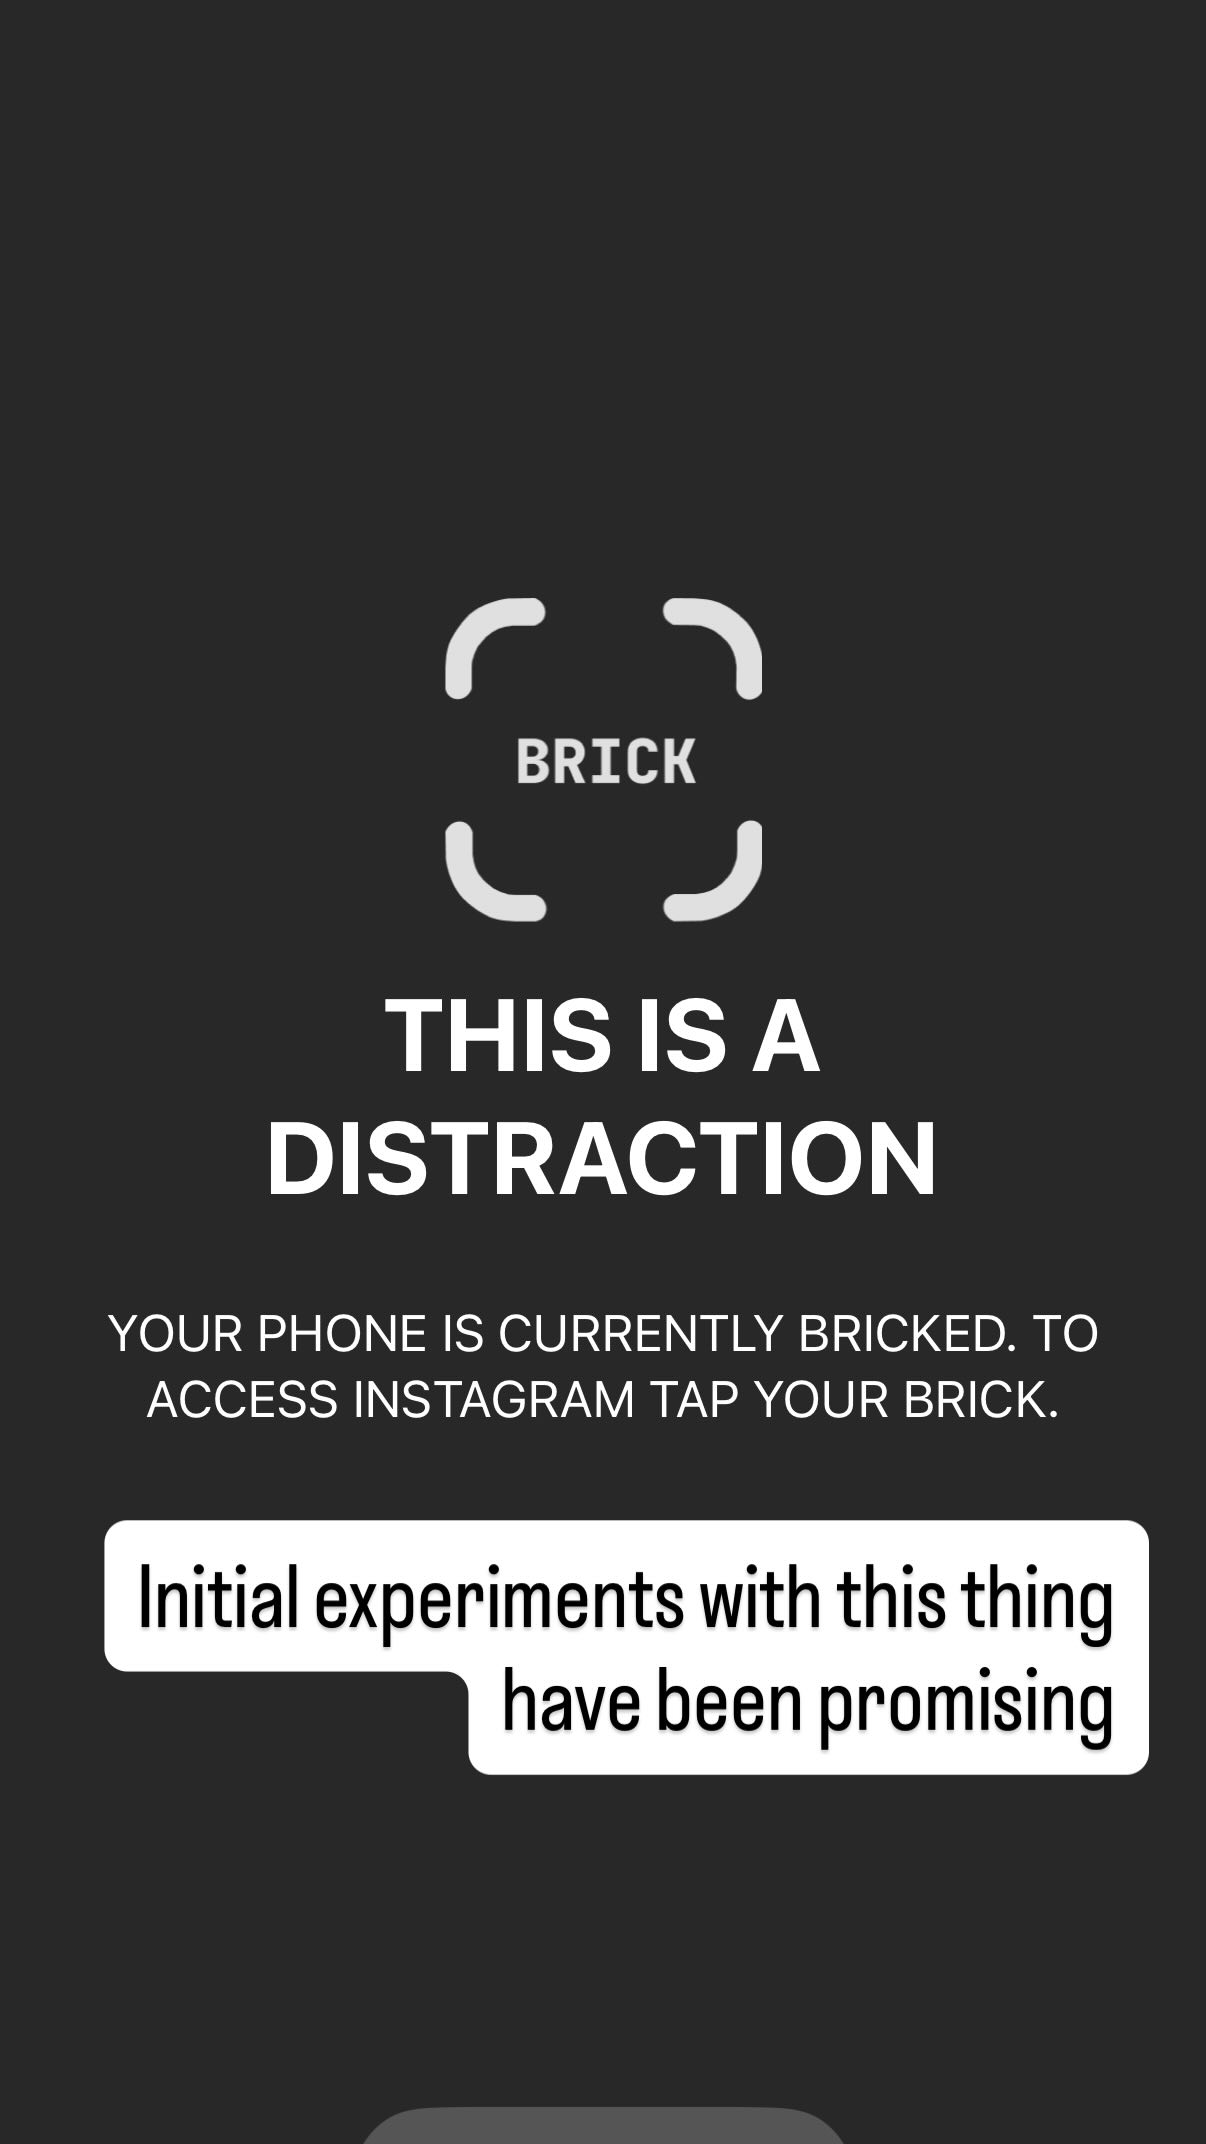 BRICK
THIS IS A
DISTRACTION
YOUR PHONE IS CURRENTLY BRICKED. TO
ACCESS INSTAGRAM TAP YOUR BRICK.
Initial experiments with this thing
have been promising